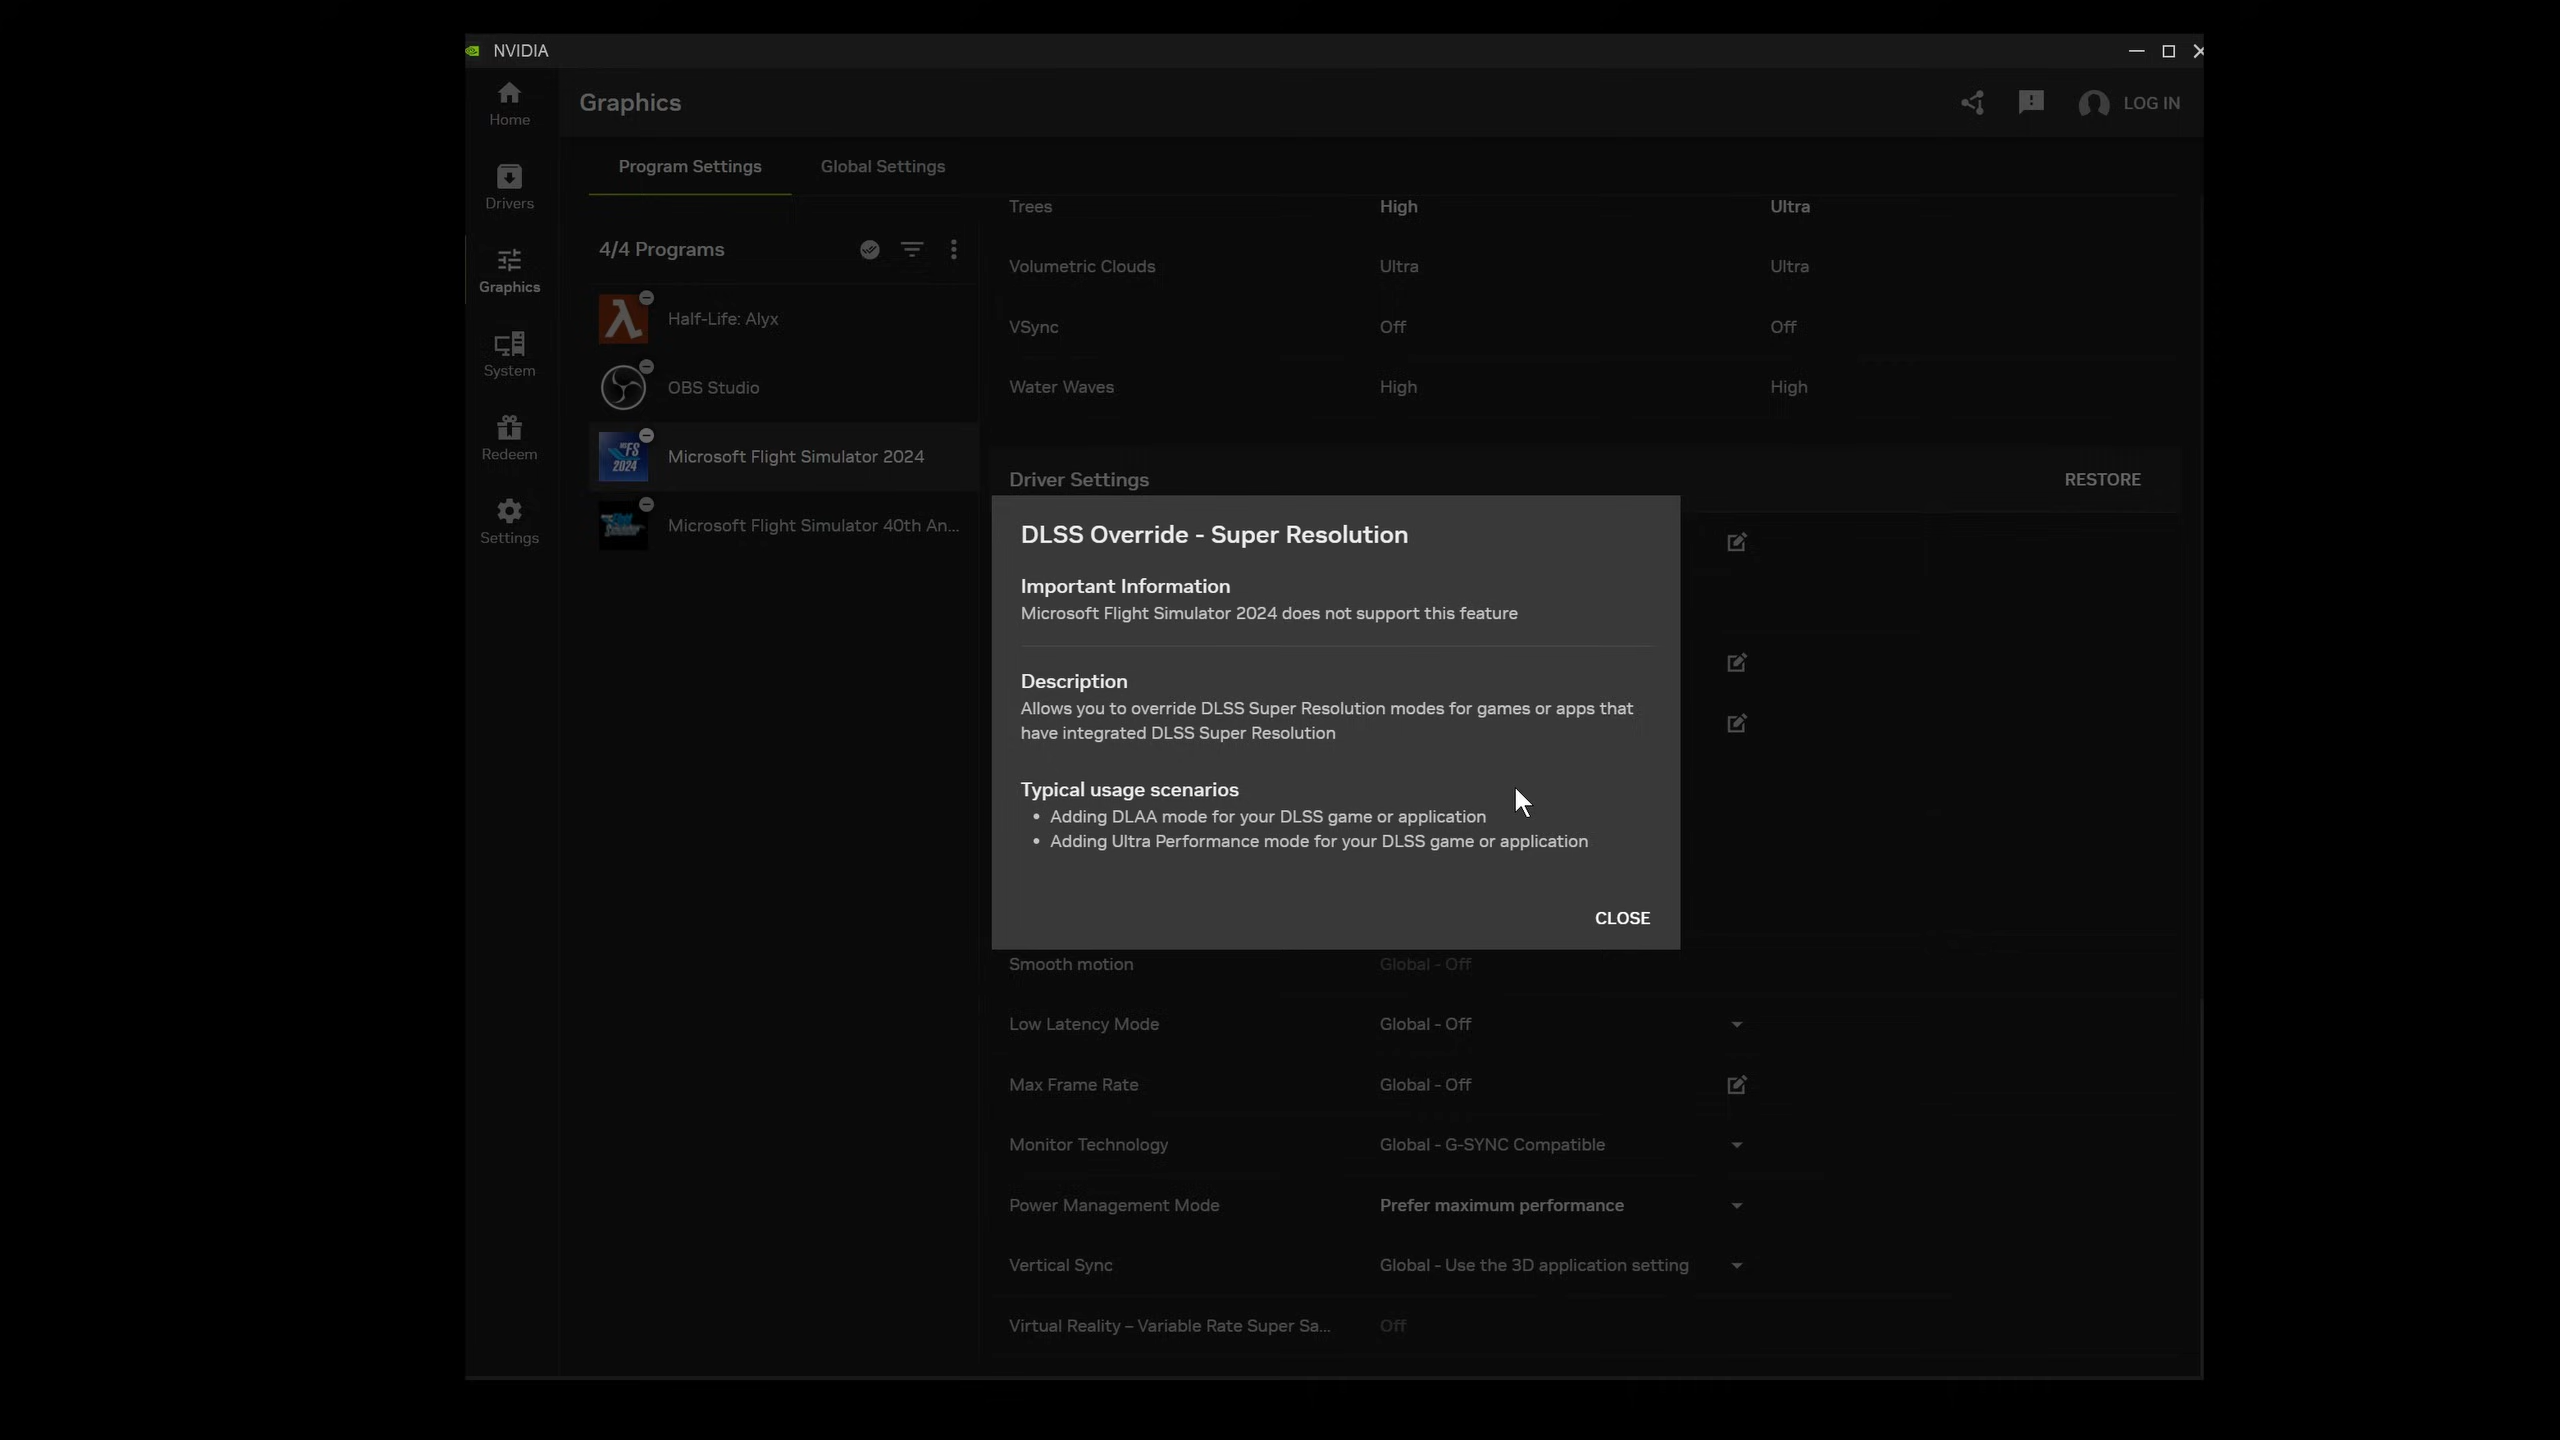 NVIDIA
Home
Drivers
Graphics
System
Redeem
Settings
Graphics
LOG IN
Program Settings
Global Settings
4/4 Programs
Half-Life: Alyx
OBS Studio
MSFS 2024
Microsoft Flight Simulator 2024
Microsoft Flight Simulator 40th An...
Trees High Ultra
Volumetric Clouds Ultra Ultra
VSync Off Off
Water Waves High High
Driver Settings RESTORE
DLSS Override - Super Resolution
Important Information
Microsoft Flight Simulator 2024 does not support this feature
Description
Allows you to override DLSS Super Resolution modes for games or apps that
have integrated DLSS Super Resolution
Typical usage scenarios
• Adding DLAA mode for your DLSS game or application
• Adding Ultra Performance mode for your DLSS game or application
CLOSE
Smooth motion Global - Off
Low Latency Mode Global - Off
Max Frame Rate Global - Off
Monitor Technology Global - G-SYNC Compatible
Power Management Mode Prefer maximum performance
Vertical Sync Global - Use the 3D application setting
Virtual Reality – Variable Rate Super Sa... Off